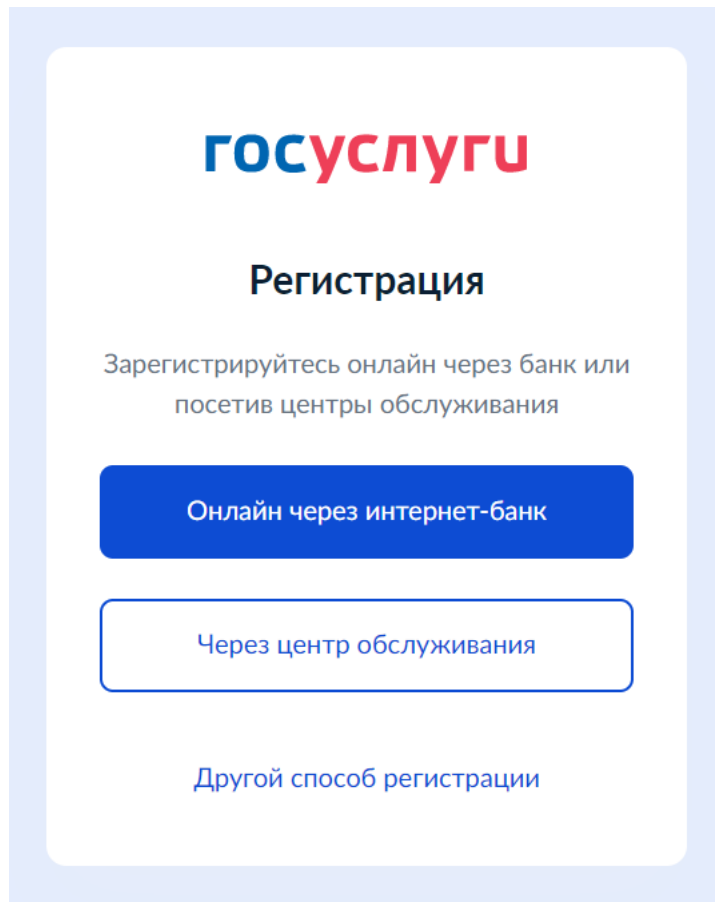 госуслуги
Регистрация
Зарегистрируйтесь онлайн через банк или
посетив центры обслуживания
Онлайн через интернет-банк
Через центр обслуживания
Другой способ регистрации